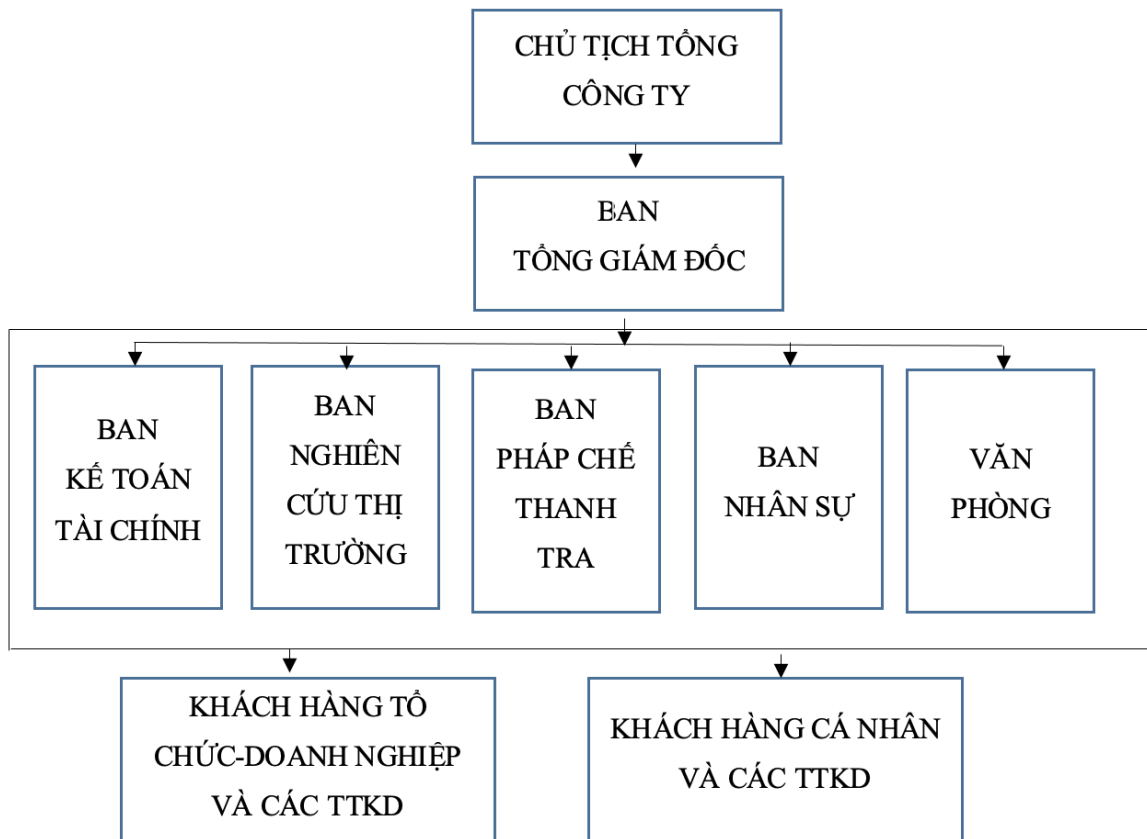 CHỦ TỊCH TỔNG
CÔNG TY
BAN
TỔNG GIÁM ĐỐC
BAN
KẾ TOÁN
TÀI CHÍNH
BAN
NGHIÊN
CỨU THỊ
TRƯỜNG
BAN
PHÁP CHẾ
THANH
TRA
BAN
NHÂN SỰ
VĂN
PHÒNG
KHÁCH HÀNG TỔ
CHỨC-DOANH NGHIỆP
VÀ CÁC TTKD
KHÁCH HÀNG CÁ NHÂN
VÀ CÁC TTKD